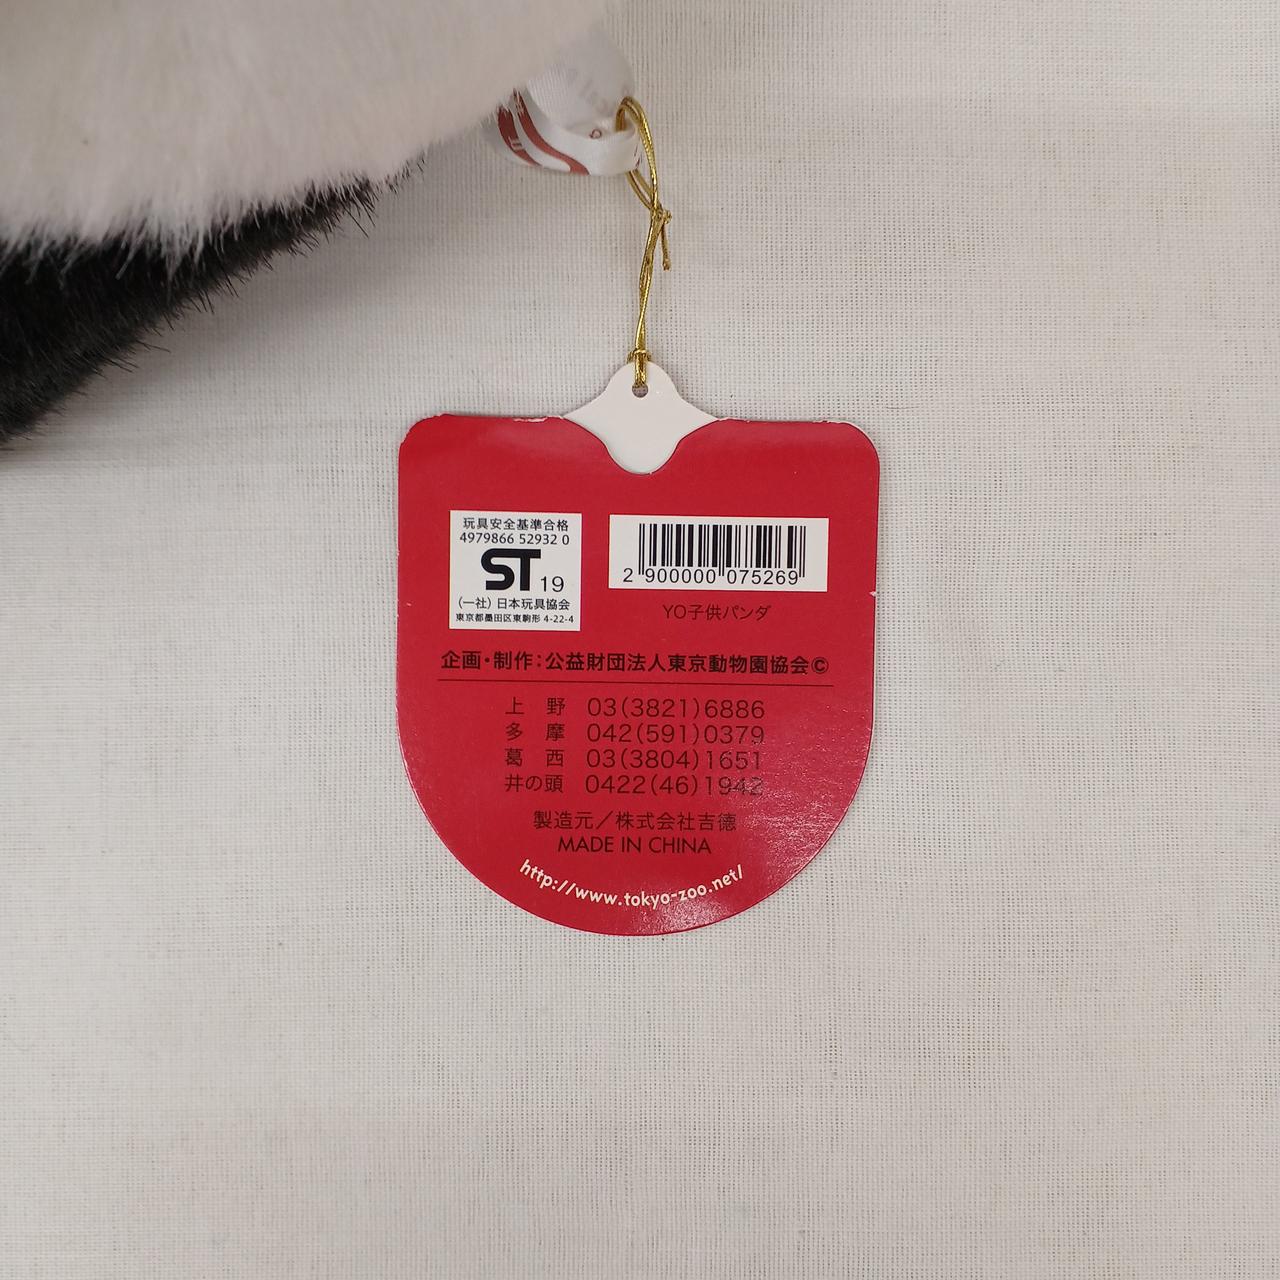 玩具安全基準合格
4979866 52932 0
ST 19
(一社)日本玩具協会
東京都墨田区東駒形 4-22-4
2 900000 075269
YO子供パンダ
企画・制作：公益財団法人東京動物園協会©
上 野 03(3821)6886
多 摩 042(591)0379
葛 西 03(3804)1651
井の頭 0422(46)1942
製造元／株式会社吉徳
MADE IN CHINA
http://www.tokyo-zoo.net/